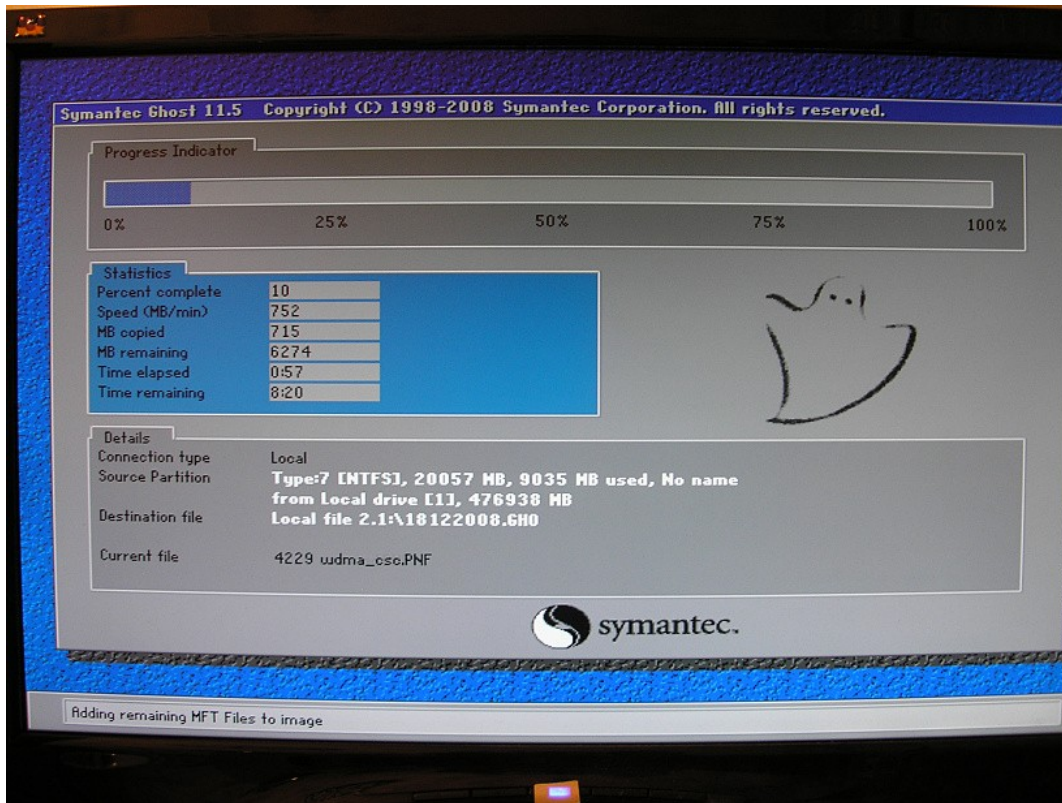 Symantec Ghost 11.5 Copyright (C) 1998-2008 Symantec Corporation. All rights reserved.
Progress Indicator
0% 25% 50% 75% 100%
Statistics
Percent complete 10
Speed (MB/min) 752
MB copied 715
MB remaining 6274
Time elapsed 0:57
Time remaining 8:20
Details
Connection type Local
Source Partition Type:7 [NTFS], 20057 MB, 9035 MB used, No name
from Local drive [1], 476938 MB
Destination file Local file 2.1:\18122008.GHO
Current file 4229 wdma_csc.PNF
symantec.
Adding remaining MFT Files to image